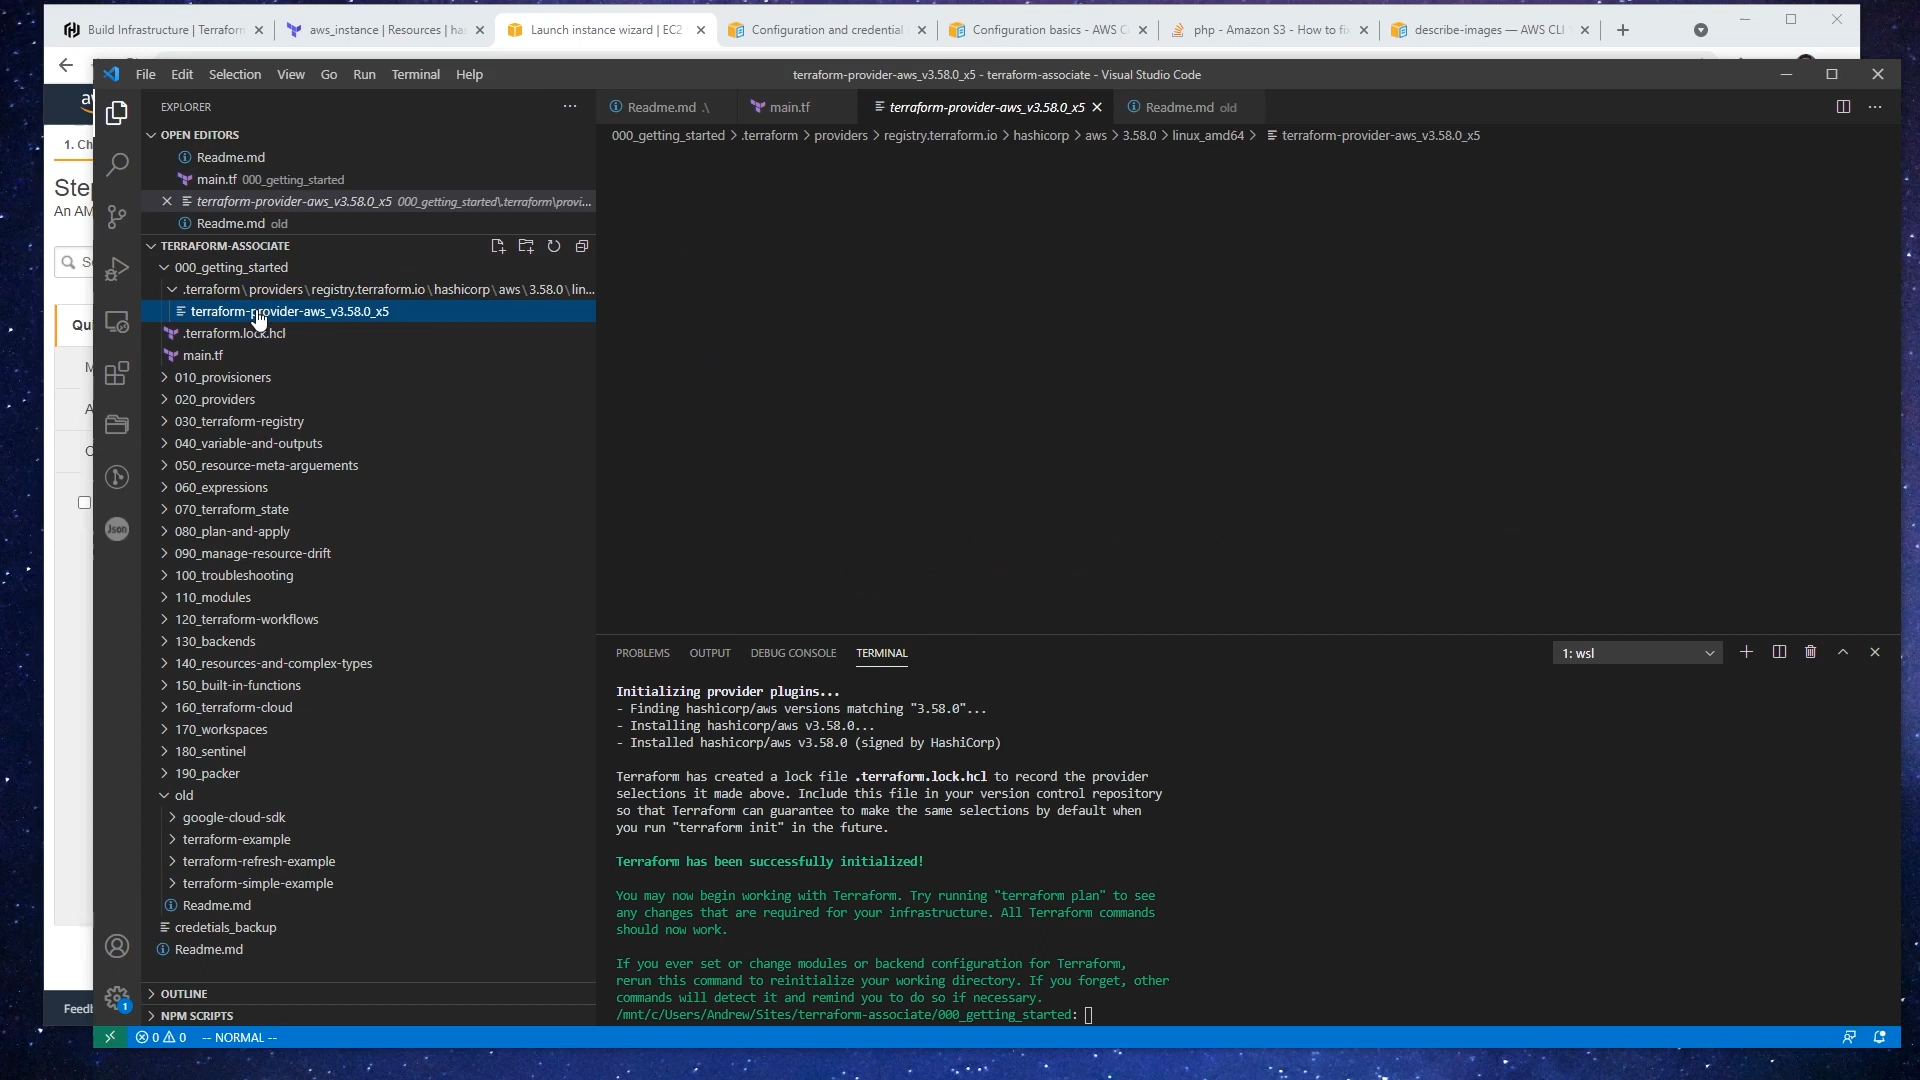 Build Infrastructure | Terraform
aws_instance | Resources | ha
Launch instance wizard | EC2
Configuration and credential
Configuration basics - AWS C
php - Amazon S3 - How to fi
describe-images — AWS CLI
File Edit Selection View Go Run Terminal Help
terraform-provider-aws_v3.58.0_x5 - terraform-associate - Visual Studio Code
1. Ch
Step
An AM
Qu
Feedb
EXPLORER
OPEN EDITORS
Readme.md
main.tf 000_getting_started
terraform-provider-aws_v3.58.0_x5 000_getting_started\.terraform\provi...
Readme.md old
TERRAFORM-ASSOCIATE
000_getting_started
.terraform\providers\registry.terraform.io\hashicorp\aws\3.58.0\lin...
terraform-provider-aws_v3.58.0_x5
.terraform.lock.hcl
main.tf
010_provisioners
020_providers
030_terraform-registry
040_variable-and-outputs
050_resource-meta-arguements
060_expressions
070_terraform_state
080_plan-and-apply
090_manage-resource-drift
100_troubleshooting
110_modules
120_terraform-workflows
130_backends
140_resources-and-complex-types
150_built-in-functions
160_terraform-cloud
170_workspaces
180_sentinel
190_packer
old
google-cloud-sdk
terraform-example
terraform-refresh-example
terraform-simple-example
Readme.md
credetials_backup
Readme.md
OUTLINE
NPM SCRIPTS
Json
1
Readme.md .\
main.tf
terraform-provider-aws_v3.58.0_x5
Readme.md old
000_getting_started > .terraform > providers > registry.terraform.io > hashicorp > aws > 3.58.0 > linux_amd64 > terraform-provider-aws_v3.58.0_x5
PROBLEMS OUTPUT DEBUG CONSOLE TERMINAL
1: wsl
Initializing provider plugins...
- Finding hashicorp/aws versions matching "3.58.0"...
- Installing hashicorp/aws v3.58.0...
- Installed hashicorp/aws v3.58.0 (signed by HashiCorp)
Terraform has created a lock file .terraform.lock.hcl to record the provider
selections it made above. Include this file in your version control repository
so that Terraform can guarantee to make the same selections by default when
you run "terraform init" in the future.
Terraform has been successfully initialized!
You may now begin working with Terraform. Try running "terraform plan" to see
any changes that are required for your infrastructure. All Terraform commands
should now work.
If you ever set or change modules or backend configuration for Terraform,
rerun this command to reinitialize your working directory. If you forget, other
commands will detect it and remind you to do so if necessary.
/mnt/c/Users/Andrew/Sites/terraform-associate/000_getting_started:
0 0 -- NORMAL --